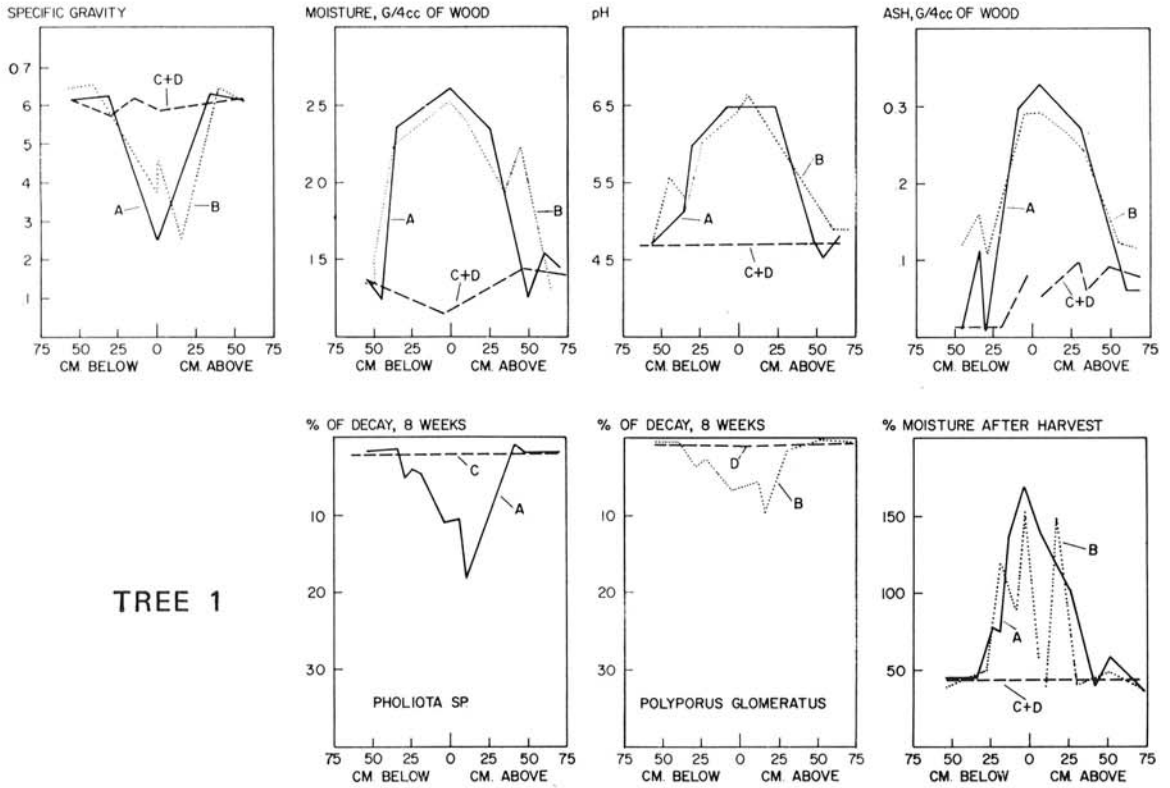 SPECIFIC GRAVITY
0.7
6
5
4
3
2
.1
C+D
A
B
75 50 25 0 25 50 75
CM. BELOW CM. ABOVE
MOISTURE, G/4cc OF WOOD
2.5
2.0
1.5
A
B
C+D
75 50 25 0 25 50 75
CM. BELOW CM. ABOVE
pH
6.5
5.5
4.5
A
B
C+D
75 50 25 0 25 50 75
CM. BELOW CM. ABOVE
ASH, G/4cc OF WOOD
0.3
.2
.1
A
B
C+D
75 50 25 0 25 50 75
CM. BELOW CM. ABOVE
TREE 1
% OF DECAY, 8 WEEKS
10
20
30
C
A
PHOLIOTA SP.
75 50 25 0 25 50 75
CM. BELOW CM. ABOVE
% OF DECAY, 8 WEEKS
10
20
30
D
B
POLYPORUS GLOMERATUS
75 50 25 0 25 50 75
CM. BELOW CM. ABOVE
% MOISTURE AFTER HARVEST
150
100
50
B
A
C+D
75 50 25 0 25 50 75
CM. BELOW CM. ABOVE